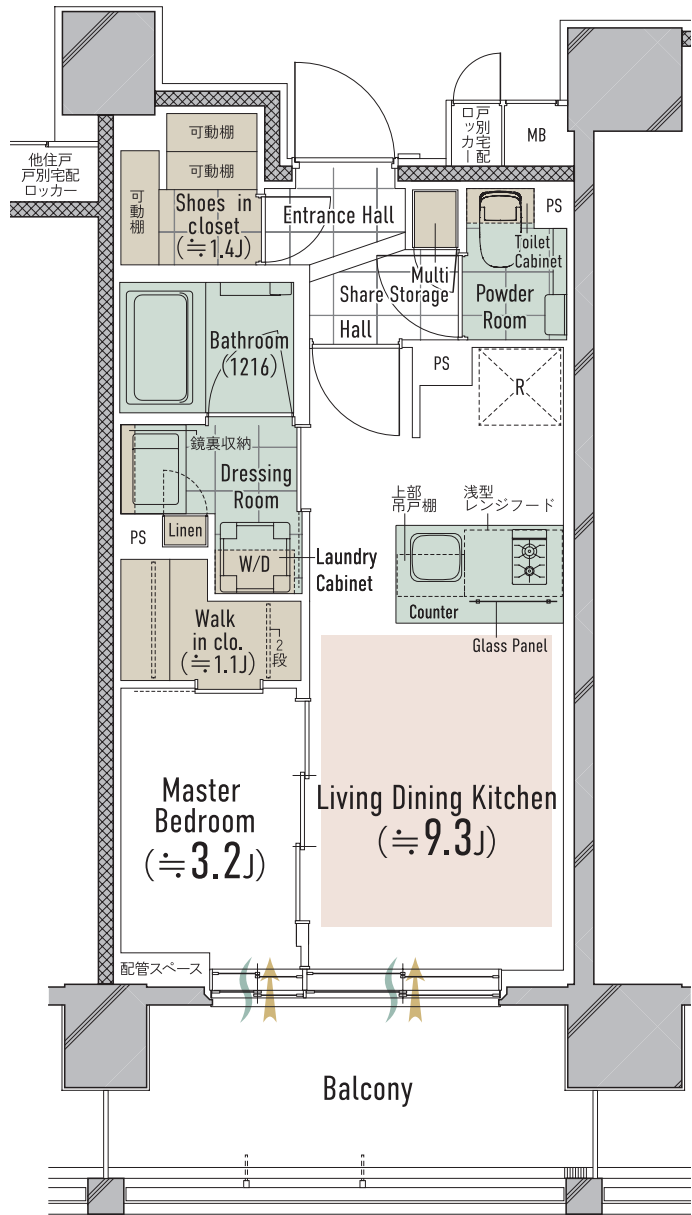 他住戸
戸別宅配
ロッカー
可動棚
可動棚
可動棚
Shoes in
closet
(≒1.4J)
Entrance Hall
戸別宅配
ロッカー
MB
PS
Toilet
Cabinet
Multi
Share Storage
Powder
Room
Hall
Bathroom
(1216)
PS
R
鏡裏収納
Dressing
Room
PS
Linen
W/D
Laundry
Cabinet
上部
吊戸棚
浅型
レンジフード
Counter
Glass Panel
Walk
in clo.
(≒1.1J)
2段
Master
Bedroom
(≒3.2J)
Living Dining Kitchen
(≒9.3J)
配管スペース
Balcony